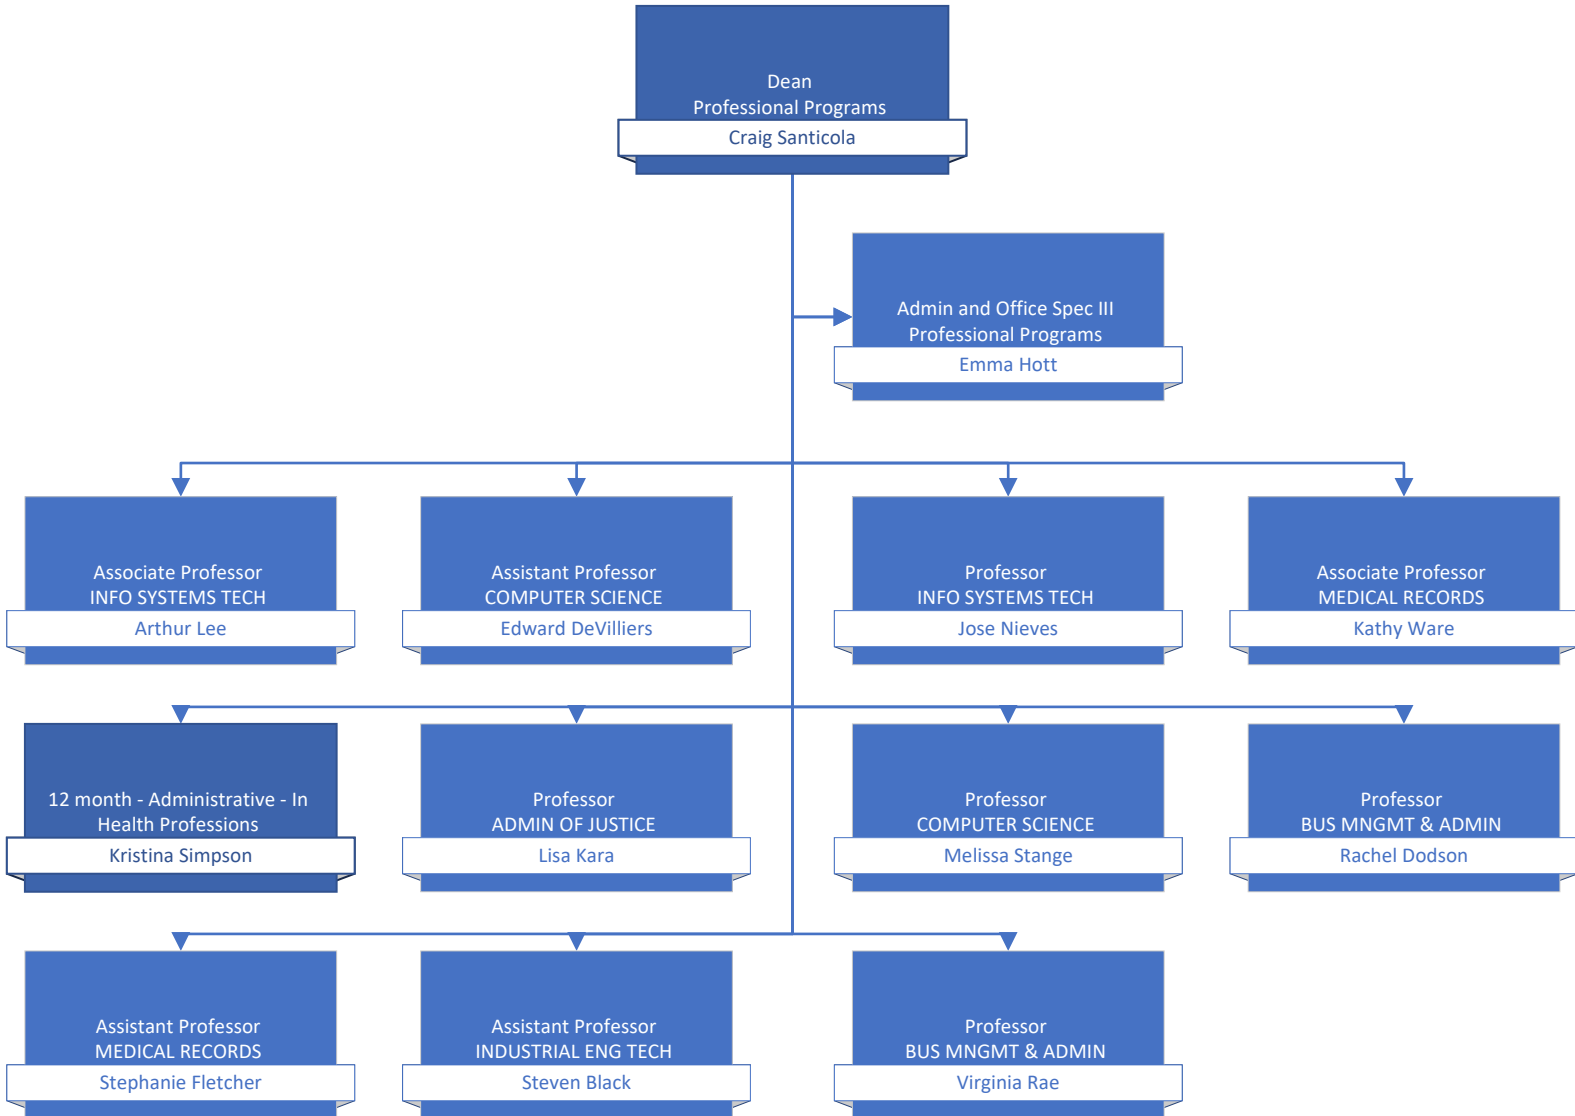 Dean
Professional Programs
Craig Santicola
Admin and Office Spec III
Professional Programs
Emma Hott
Associate Professor
INFO SYSTEMS TECH
Arthur Lee
Assistant Professor
COMPUTER SCIENCE
Edward DeVilliers
Professor
INFO SYSTEMS TECH
Jose Nieves
Associate Professor
MEDICAL RECORDS
Kathy Ware
12 month - Administrative - In
Health Professions
Kristina Simpson
Professor
ADMIN OF JUSTICE
Lisa Kara
Professor
COMPUTER SCIENCE
Melissa Stange
Professor
BUS MNGMT & ADMIN
Rachel Dodson
Assistant Professor
MEDICAL RECORDS
Stephanie Fletcher
Assistant Professor
INDUSTRIAL ENG TECH
Steven Black
Professor
BUS MNGMT & ADMIN
Virginia Rae